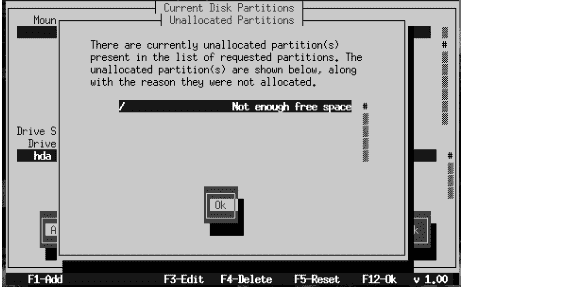 Current Disk Partitions
Moun
Unallocated Partitions
There are currently unallocated partition(s)
present in the list of requested partitions. The
unallocated partition(s) are shown below, along
with the reason they were not allocated.
/ Not enough free space #
#
Drive S
Drive
hda #
Ok
A
k
F1-Add F3-Edit F4-Delete F5-Reset F12-Ok v 1.00